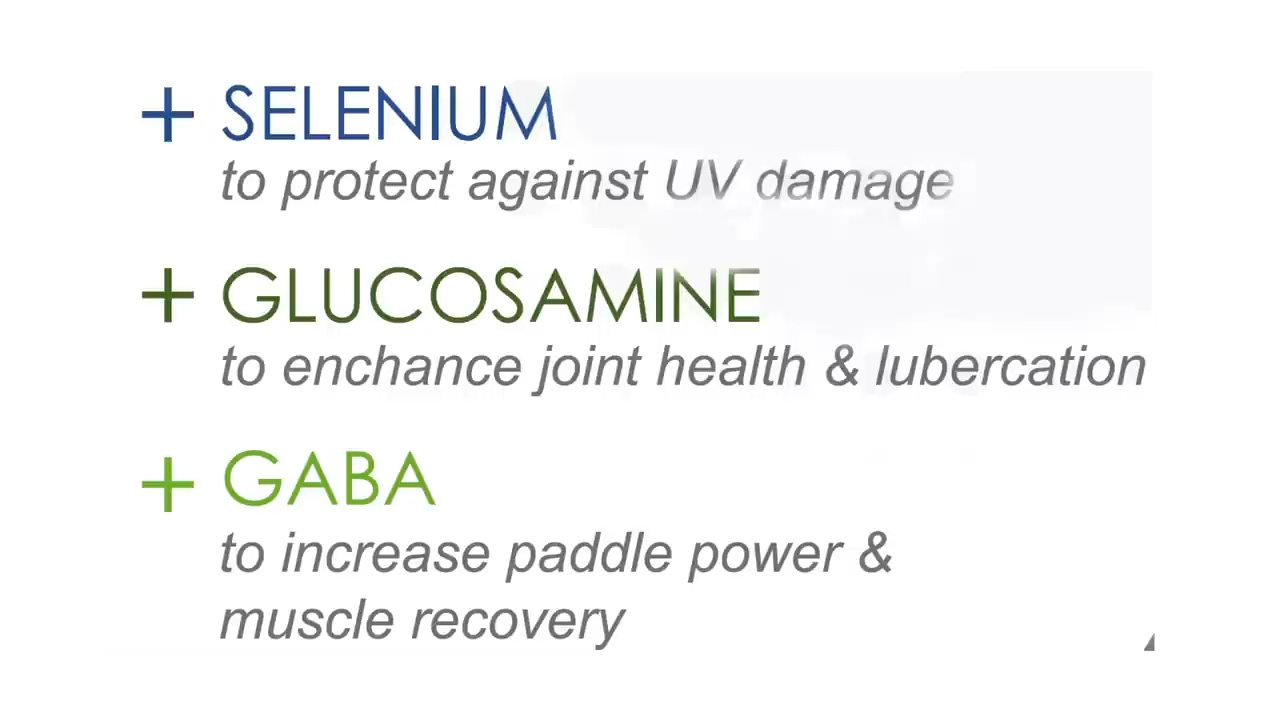 + SELENIUM
to protect against UV damage
+ GLUCOSAMINE
to enchance joint health & lubercation
+ GABA
to increase paddle power &
muscle recovery